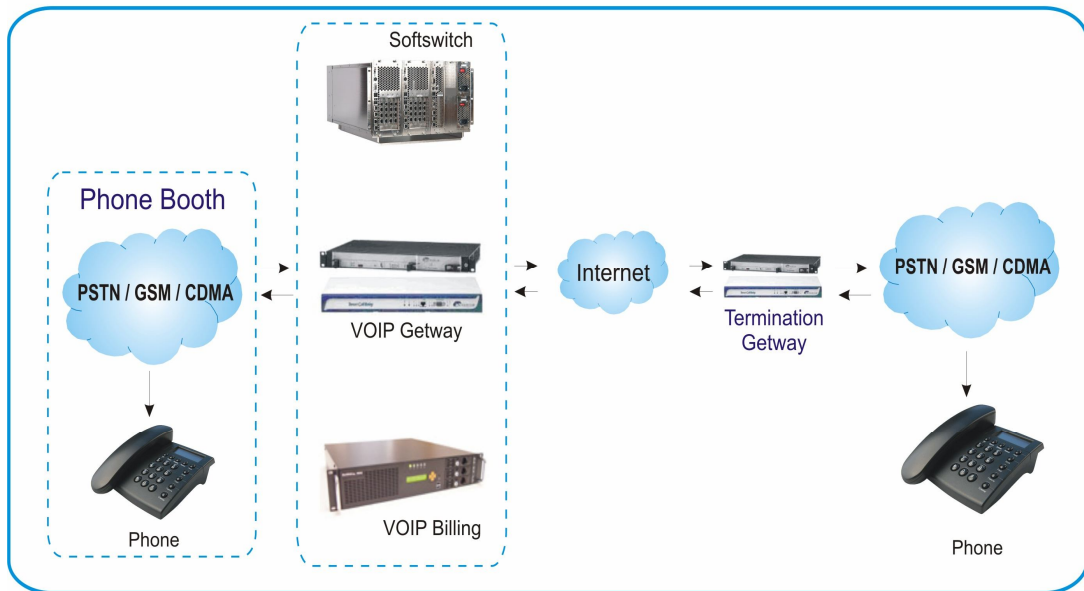 Softswitch
Phone Booth
PSTN / GSM / CDMA
Phone
VOIP Getway
VOIP Billing
Internet
Termination
Getway
PSTN / GSM / CDMA
Phone